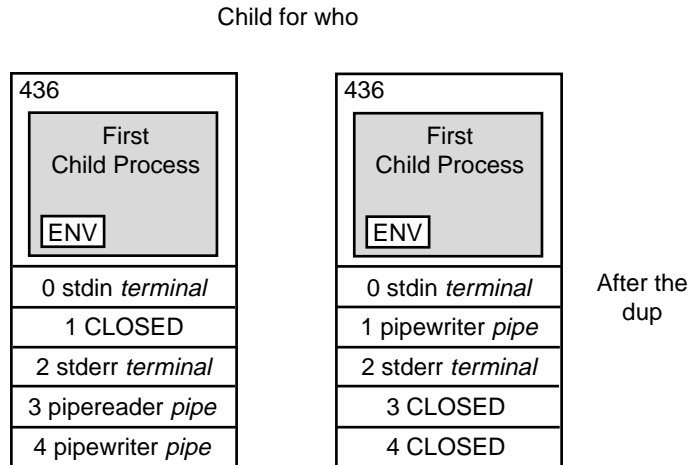 Child for who
436
First
Child Process
ENV
0 stdin terminal
1 CLOSED
2 stderr terminal
3 pipereader pipe
4 pipewriter pipe
436
First
Child Process
ENV
0 stdin terminal
1 pipewriter pipe
2 stderr terminal
3 CLOSED
4 CLOSED
After the
dup